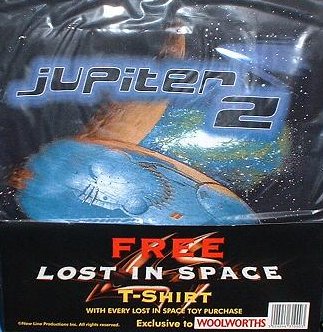 jupiter
2
FREE
LOST IN SPACE
T-SHIRT
WITH EVERY LOST IN SPACE TOY PURCHASE
©New Line Productions Inc. All rights reserved.
Exclusive to WOOLWORTHS